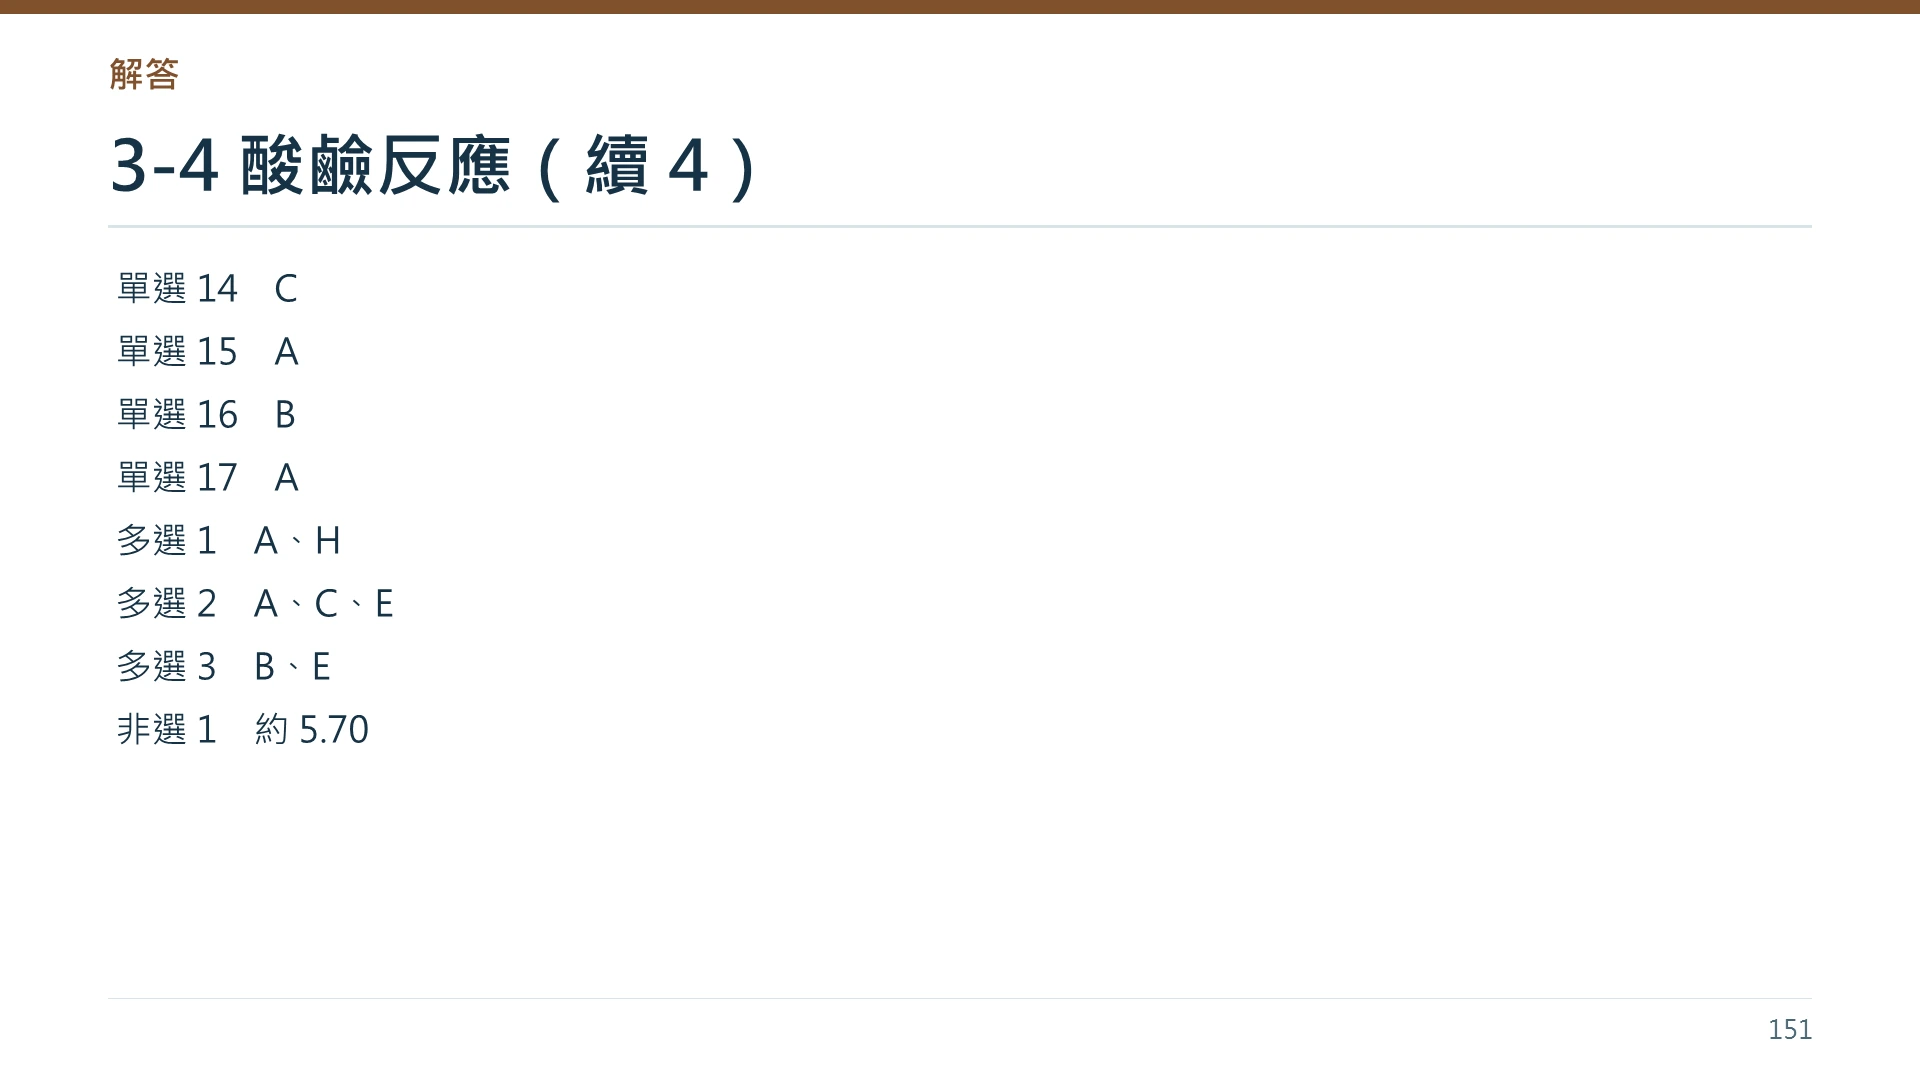 解答
3-4 酸鹼反應（續 4）
單選 14　C
單選 15　A
單選 16　B
單選 17　A
多選 1　A、H
多選 2　A、C、E
多選 3　B、E
非選 1　約 5.70
151